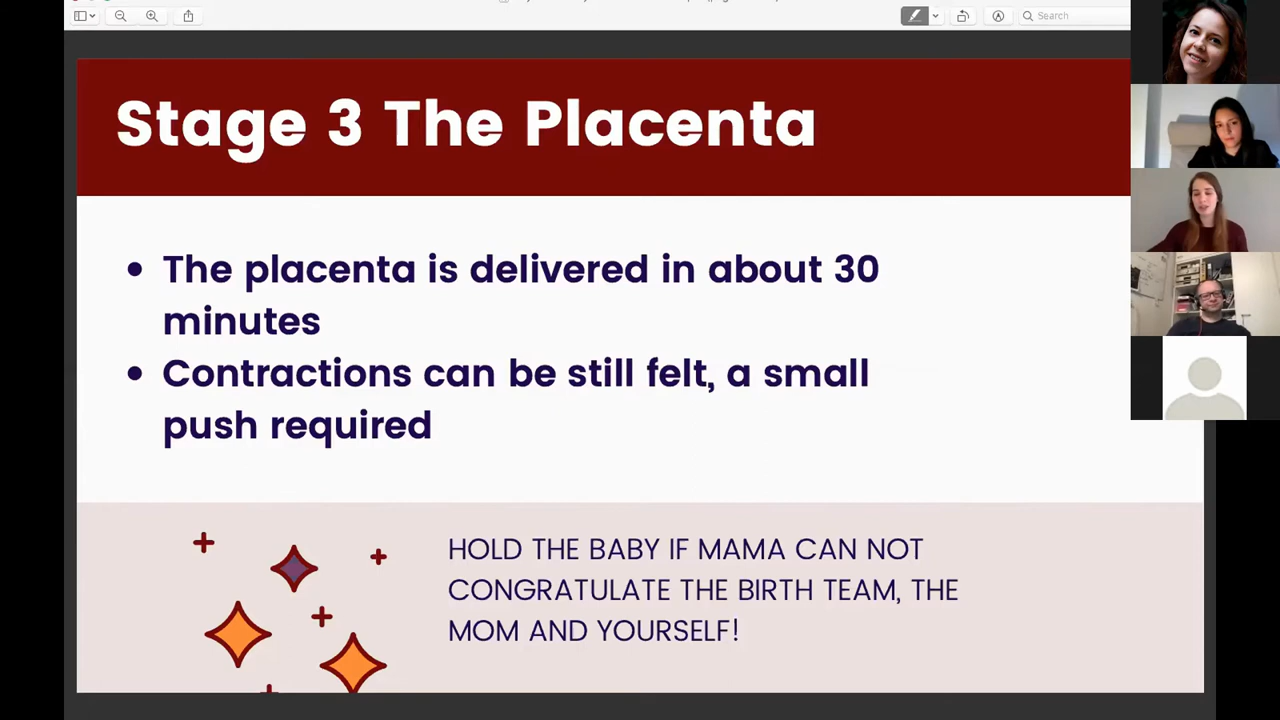 Search
Stage 3 The Placenta
• The placenta is delivered in about 30
minutes
• Contractions can be still felt, a small
push required
HOLD THE BABY IF MAMA CAN NOT
CONGRATULATE THE BIRTH TEAM, THE
MOM AND YOURSELF!